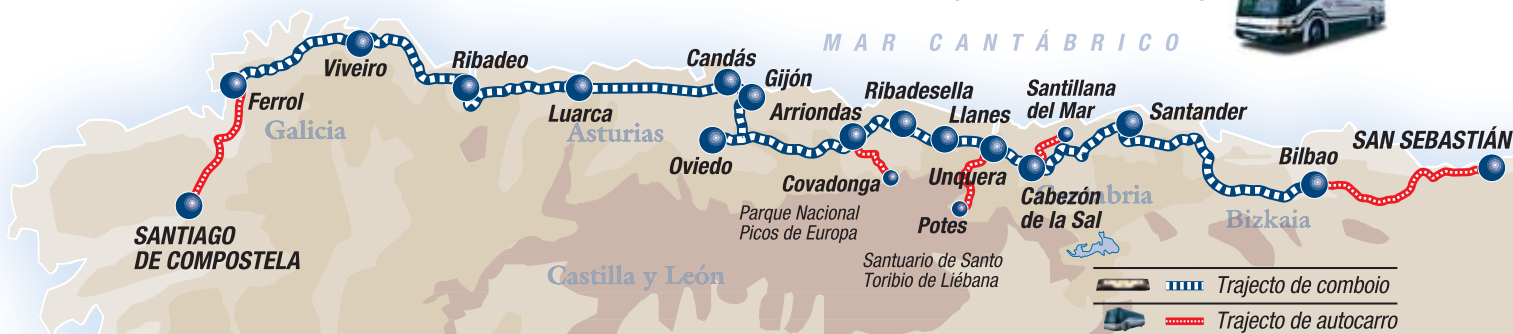 MAR CANTÁBRICO
Viveiro
Ribadeo
Candás
Gijón
Ferrol
Galicia
Luarca
Asturias
Arriondas
Ribadesella
Llanes
Santillana
del Mar
Santander
SAN SEBASTIÁN
Bilbao
Oviedo
Covadonga
Unquera
Cabezón
de la Sal
Cantabria
Bizkaia
Parque Nacional
Picos de Europa
Potes
SANTIAGO
DE COMPOSTELA
Santuario de Santo
Toribio de Liébana
Castilla y León
Trajecto de comboio
Trajecto de autocarro